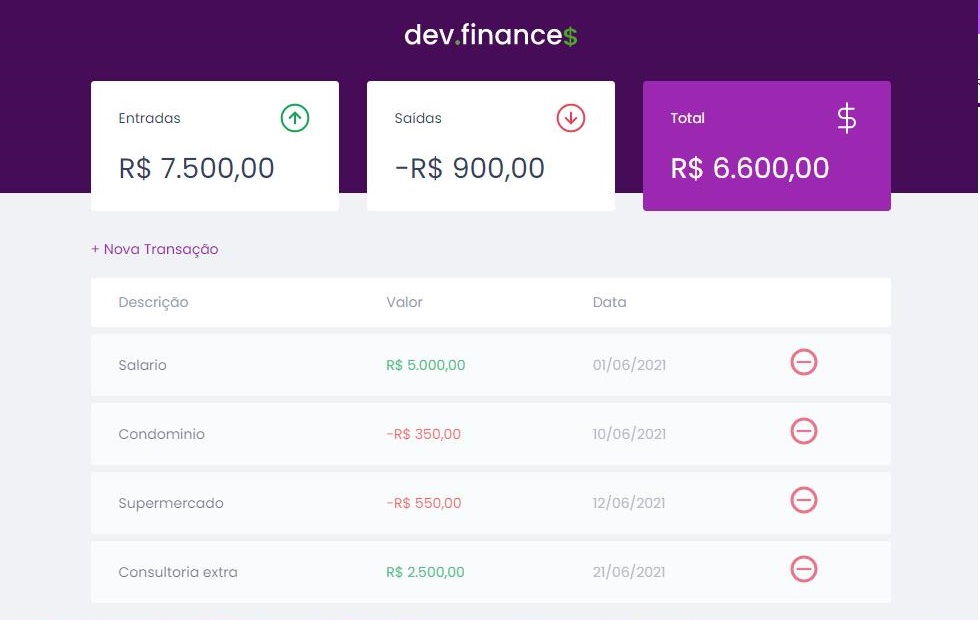 dev.finance$
Entradas
Saídas
Total
R$ 7.500,00
-R$ 900,00
R$ 6.600,00
+ Nova Transação
Descrição Valor Data
Salario R$ 5.000,00 01/06/2021
Condominio -R$ 350,00 10/06/2021
Supermercado -R$ 550,00 12/06/2021
Consultoria extra R$ 2.500,00 21/06/2021